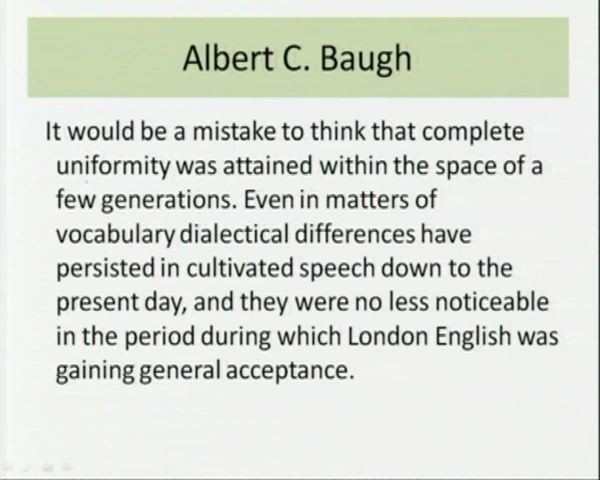 Albert C. Baugh
It would be a mistake to think that complete
uniformity was attained within the space of a
few generations. Even in matters of
vocabulary dialectical differences have
persisted in cultivated speech down to the
present day, and they were no less noticeable
in the period during which London English was
gaining general acceptance.